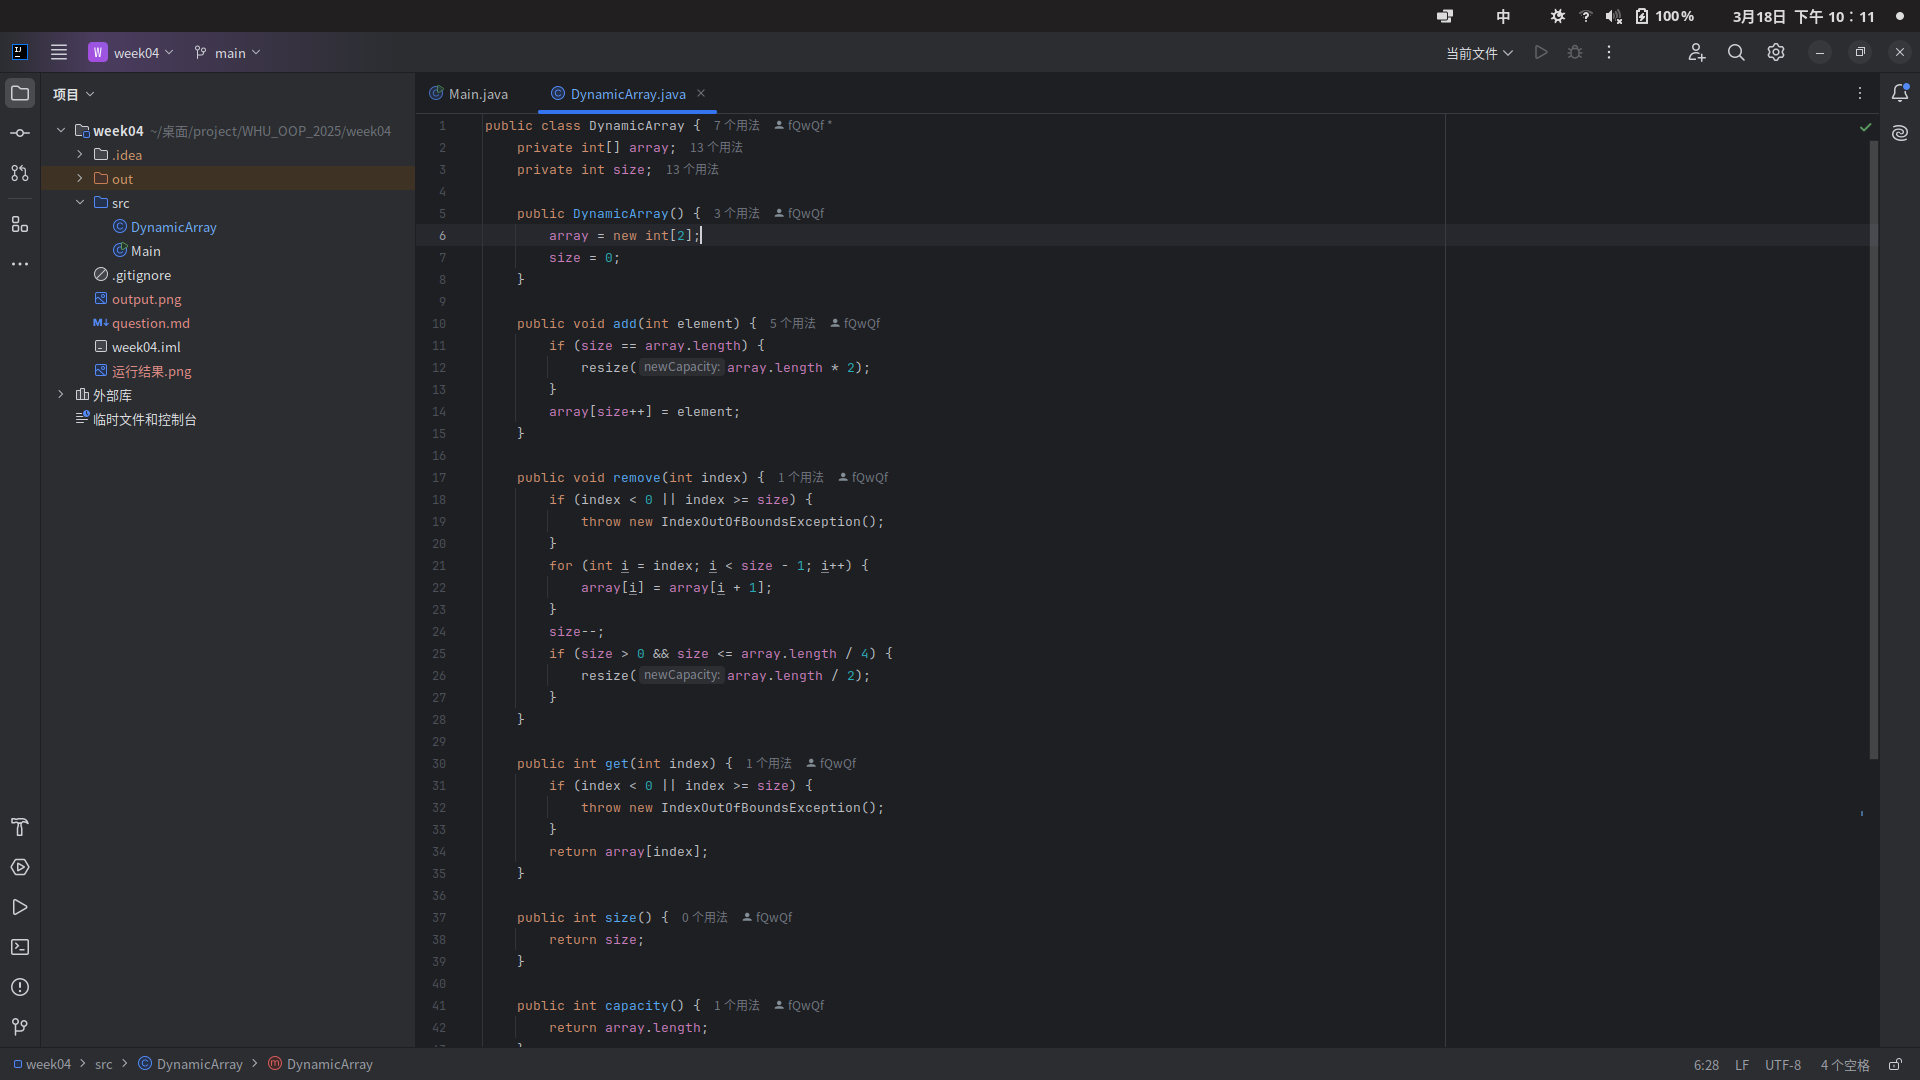 中 100% 3月18日 下午 10：11
W week04 main 当前文件
项目 Main.java DynamicArray.java
week04 ~/桌面/project/WHU_OOP_2025/week04
.idea
out
src
DynamicArray
Main
.gitignore
output.png
M↓ question.md
week04.iml
运行结果.png
外部库
临时文件和控制台
1 public class DynamicArray { 7 个用法 fQwQf *
2 private int[] array; 13 个用法
3 private int size; 13 个用法
4
5 public DynamicArray() { 3 个用法 fQwQf
6 array = new int[2];
7 size = 0;
8 }
9
10 public void add(int element) { 5 个用法 fQwQf
11 if (size == array.length) {
12 resize( newCapacity: array.length * 2);
13 }
14 array[size++] = element;
15 }
16
17 public void remove(int index) { 1 个用法 fQwQf
18 if (index < 0 || index >= size) {
19 throw new IndexOutOfBoundsException();
20 }
21 for (int i = index; i < size - 1; i++) {
22 array[i] = array[i + 1];
23 }
24 size--;
25 if (size > 0 && size <= array.length / 4) {
26 resize( newCapacity: array.length / 2);
27 }
28 }
29
30 public int get(int index) { 1 个用法 fQwQf
31 if (index < 0 || index >= size) {
32 throw new IndexOutOfBoundsException();
33 }
34 return array[index];
35 }
36
37 public int size() { 0 个用法 fQwQf
38 return size;
39 }
40
41 public int capacity() { 1 个用法 fQwQf
42 return array.length;
week04 > src > DynamicArray > DynamicArray 6:28 LF UTF-8 4 个空格